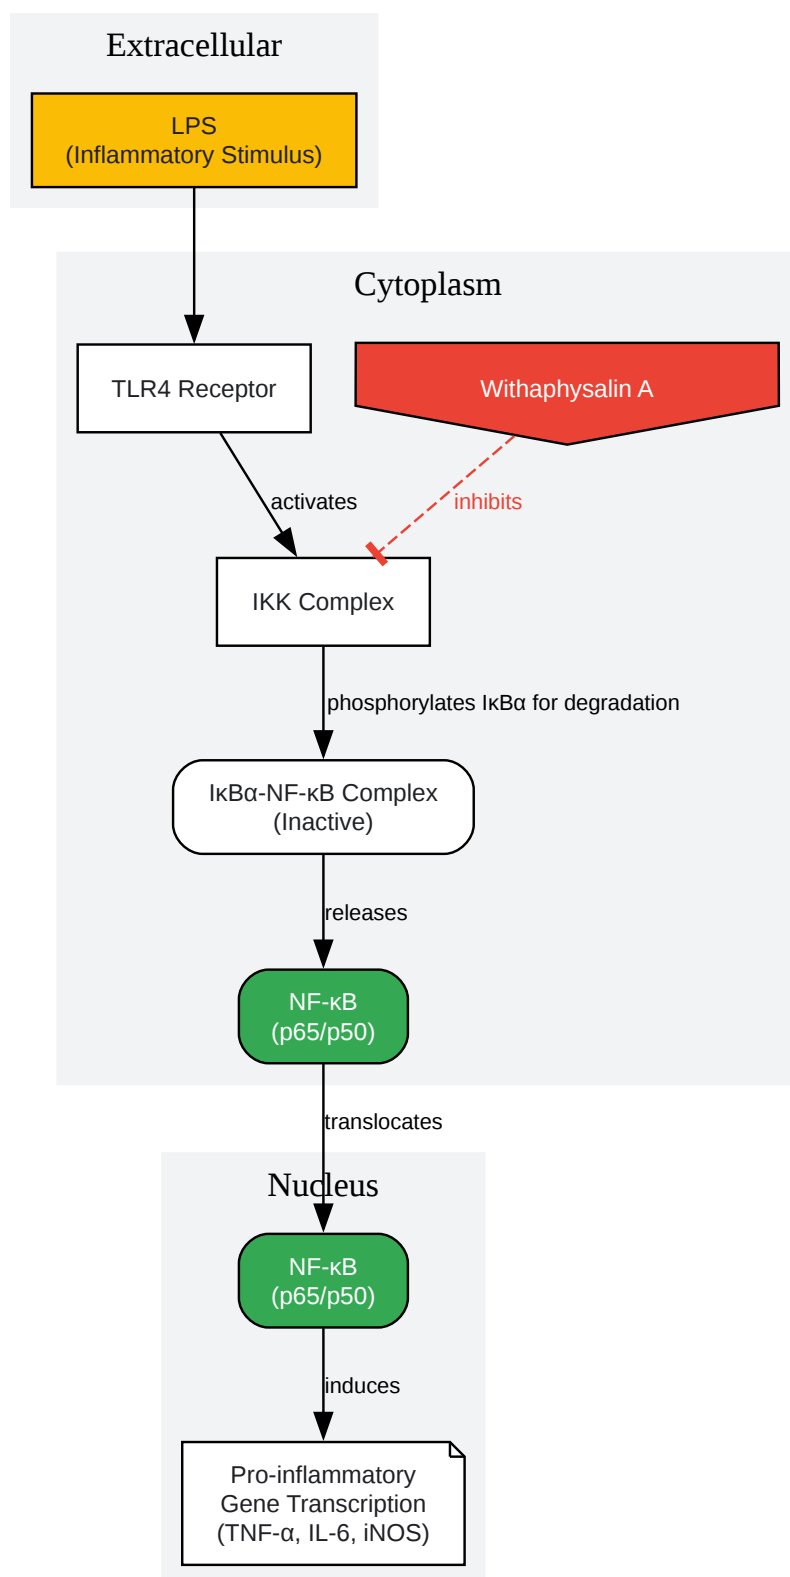 Extracellular
LPS
(Inflammatory Stimulus)
Cytoplasm
TLR4 Receptor
Withaphysalin A
activates
inhibits
IKK Complex
phosphorylates IκBα for degradation
IκBα-NF-κB Complex
(Inactive)
releases
NF-κB
(p65/p50)
translocates
Nucleus
NF-κB
(p65/p50)
induces
Pro-inflammatory
Gene Transcription
(TNF-α, IL-6, iNOS)